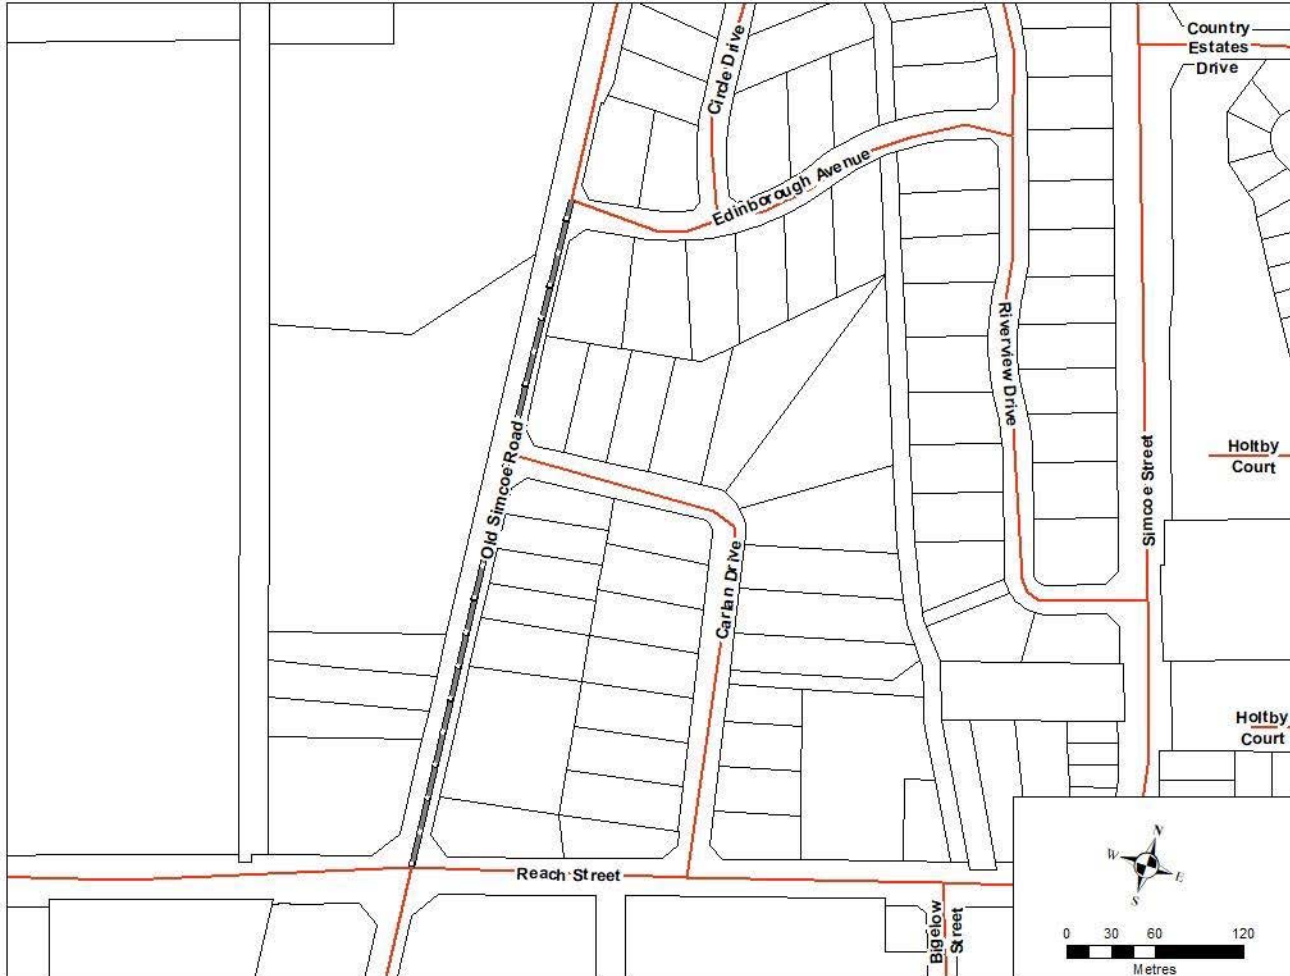 Country
Estates
Drive
Circle Drive
Edinborough Avenue
Riverview Drive
Old Simcoe Road
Simcoe Street
Holtby
Court
Carlan Drive
Holtby
Court
Reach Street
Bigelow
Street
N
W
E
S
0 30 60 120
Metres